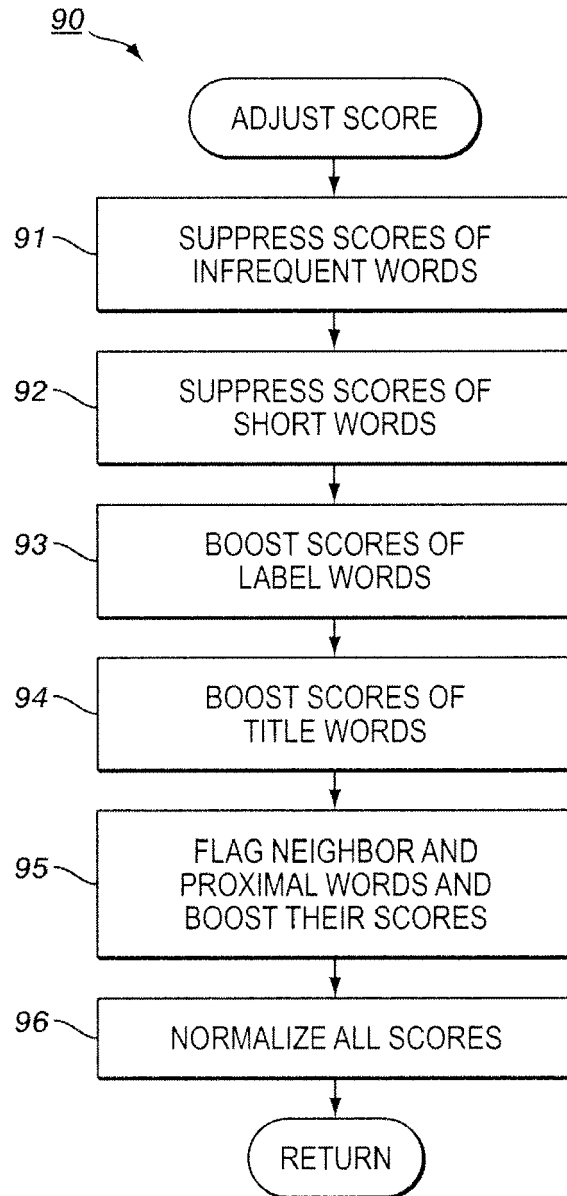 90
ADJUST SCORE
91
SUPPRESS SCORES OF
INFREQUENT WORDS
92
SUPPRESS SCORES OF
SHORT WORDS
93
BOOST SCORES OF
LABEL WORDS
94
BOOST SCORES OF
TITLE WORDS
95
FLAG NEIGHBOR AND
PROXIMAL WORDS AND
BOOST THEIR SCORES
96
NORMALIZE ALL SCORES
RETURN